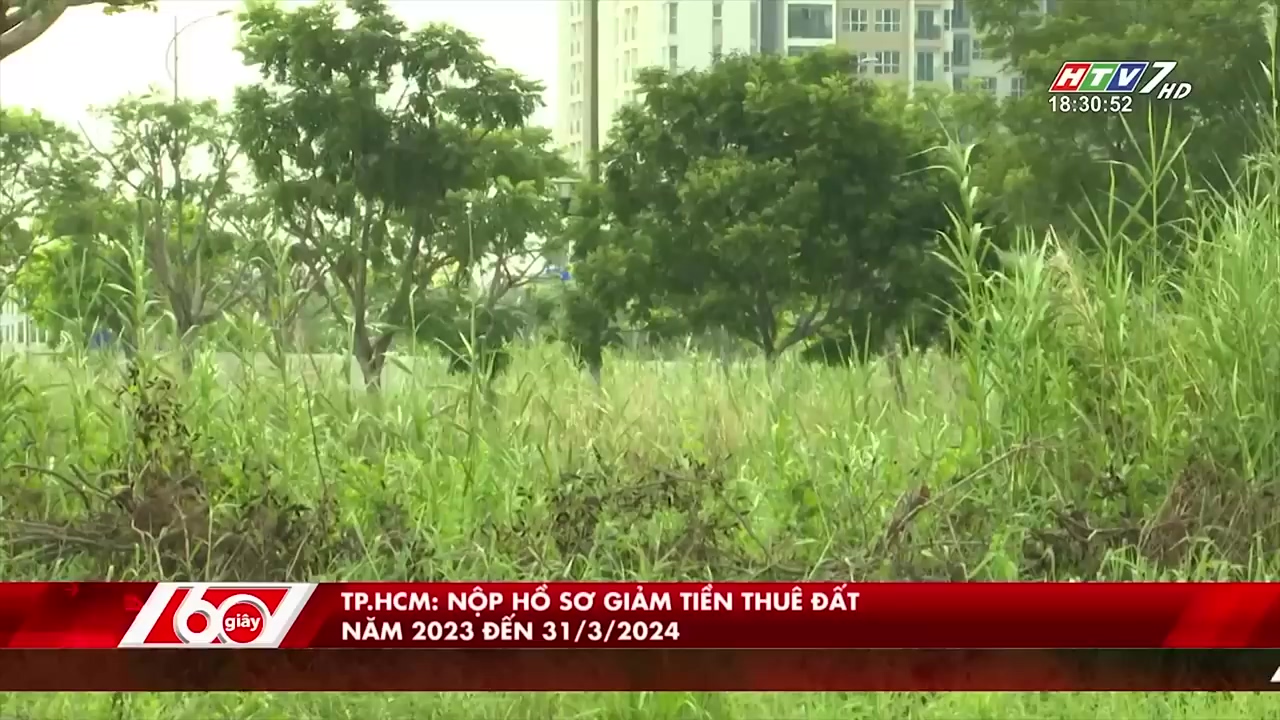 HTV7 HD
18:30:52
60 giây
TP.HCM: NỘP HỒ SƠ GIẢM TIỀN THUÊ ĐẤT
NĂM 2023 ĐẾN 31/3/2024